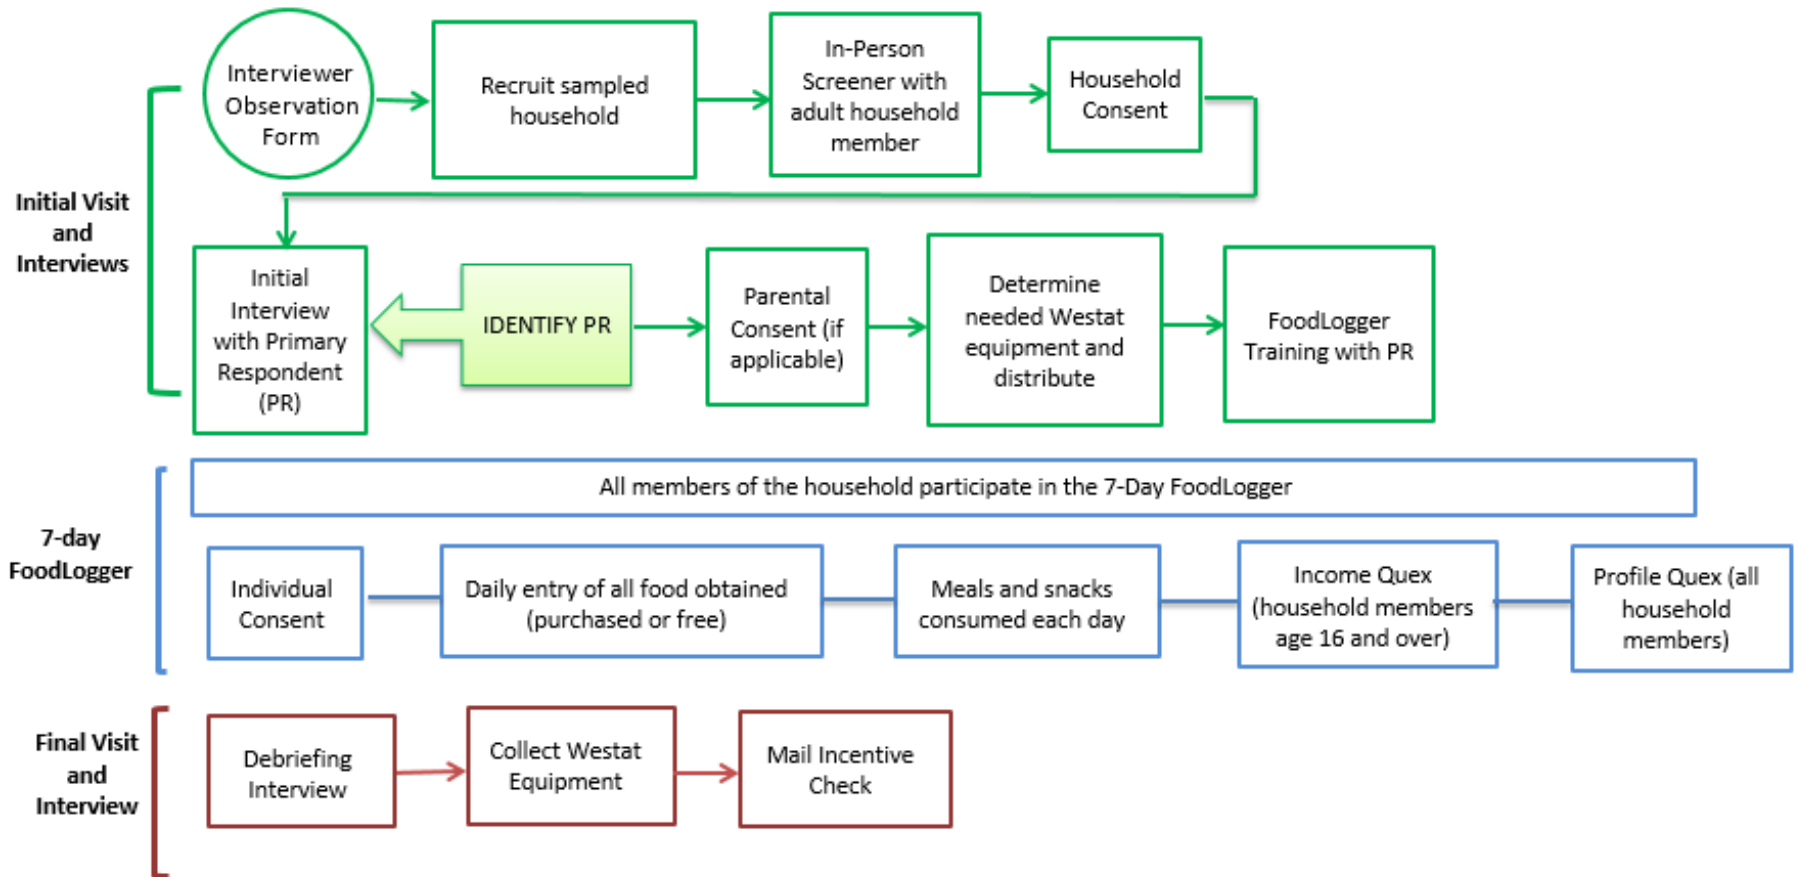 Initial Visit
and
Interviews
Interviewer
Observation
Form
Recruit sampled
household
In-Person
Screener with
adult household
member
Household
Consent
Initial
Interview
with Primary
Respondent
(PR)
IDENTIFY PR
Parental
Consent (if
applicable)
Determine
needed Westat
equipment and
distribute
FoodLogger
Training with PR
7-day
FoodLogger
All members of the household participate in the 7-Day FoodLogger
Individual
Consent
Daily entry of all food obtained
(purchased or free)
Meals and snacks
consumed each day
Income Quex
(household members
age 16 and over)
Profile Quex (all
household
members)
Final Visit
and
Interview
Debriefing
Interview
Collect Westat
Equipment
Mail Incentive
Check